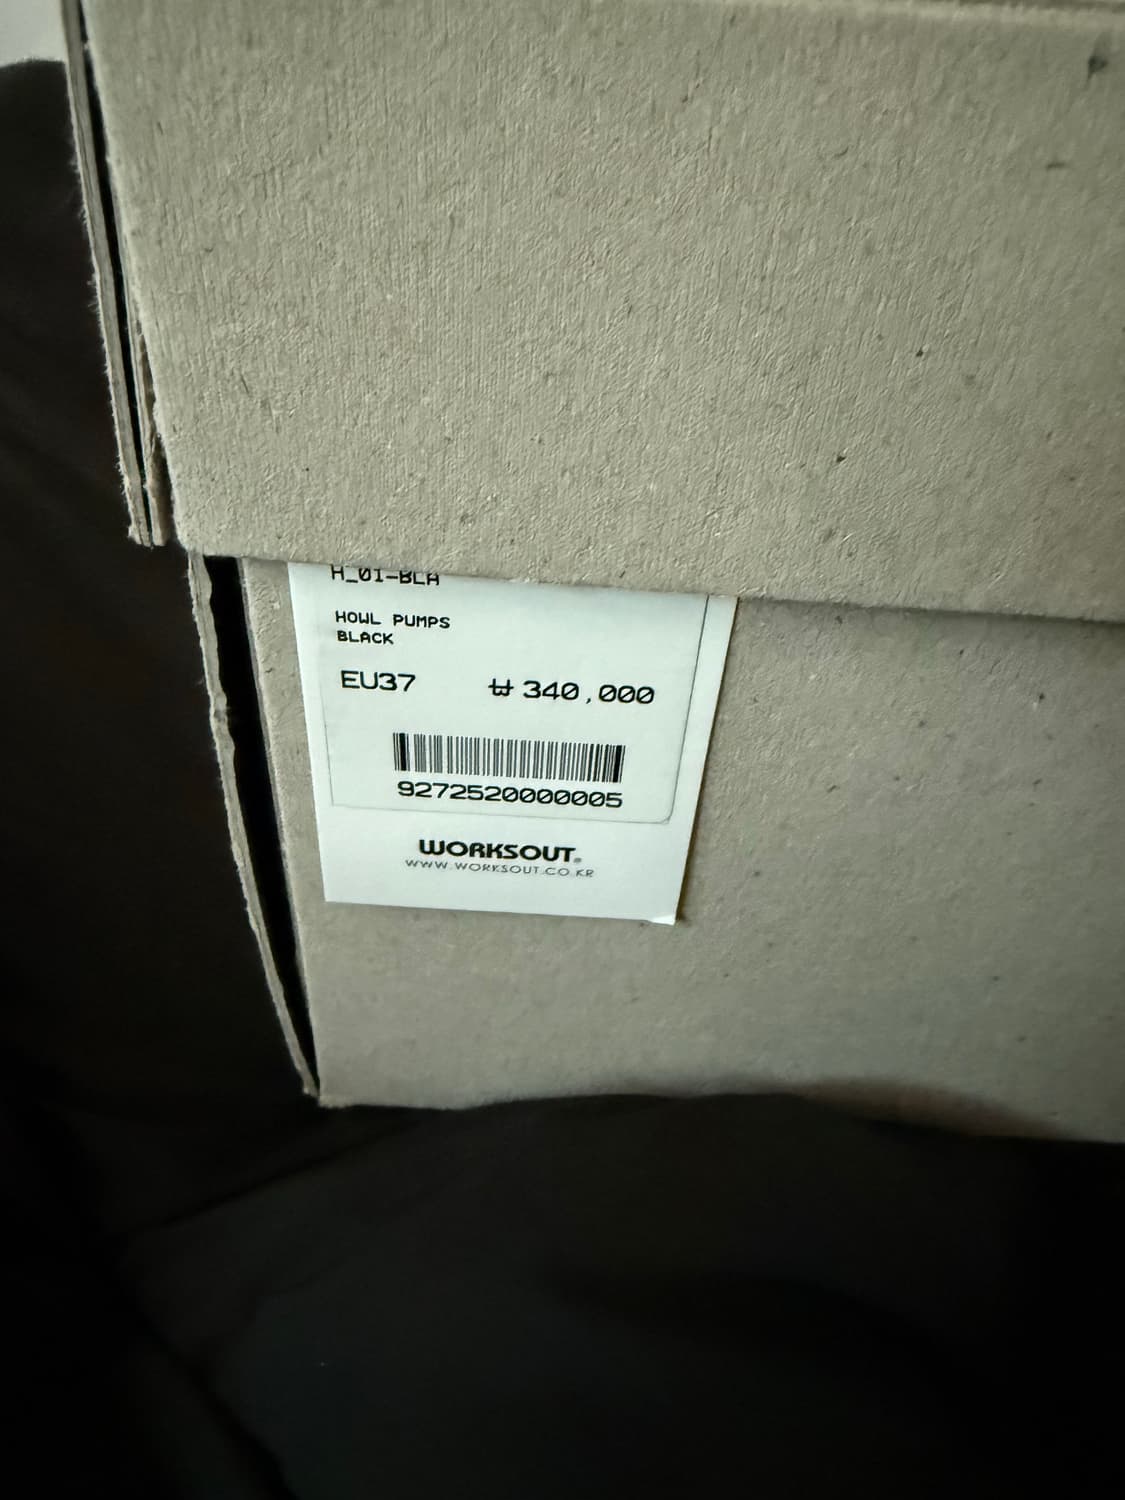 H_01-BLA
HOWL PUMPS
BLACK
EU37 ₩ 340,000
9272520000005
WORKSOUT®
WWW.WORKSOUT.CO.KR